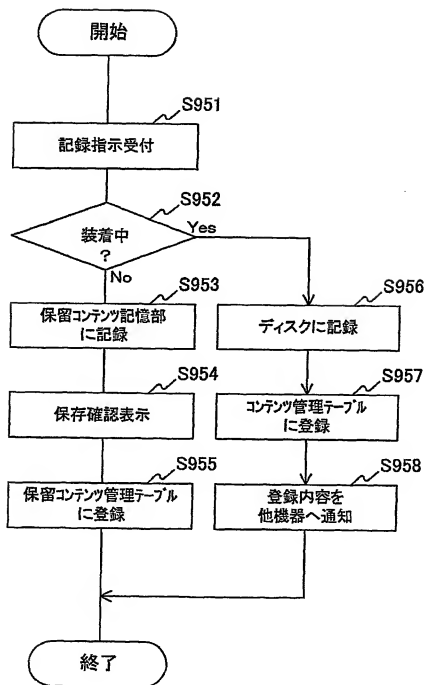 開始
S951
記録指示受付
S952
装着中
?
Yes
No
S953
保留コンテンツ記憶部
に記録
S954
保存確認表示
S955
保留コンテンツ管理テーブル
に登録
S956
ディスクに記録
S957
コンテンツ管理テーブル
に登録
S958
登録内容を
他機器へ通知
終了